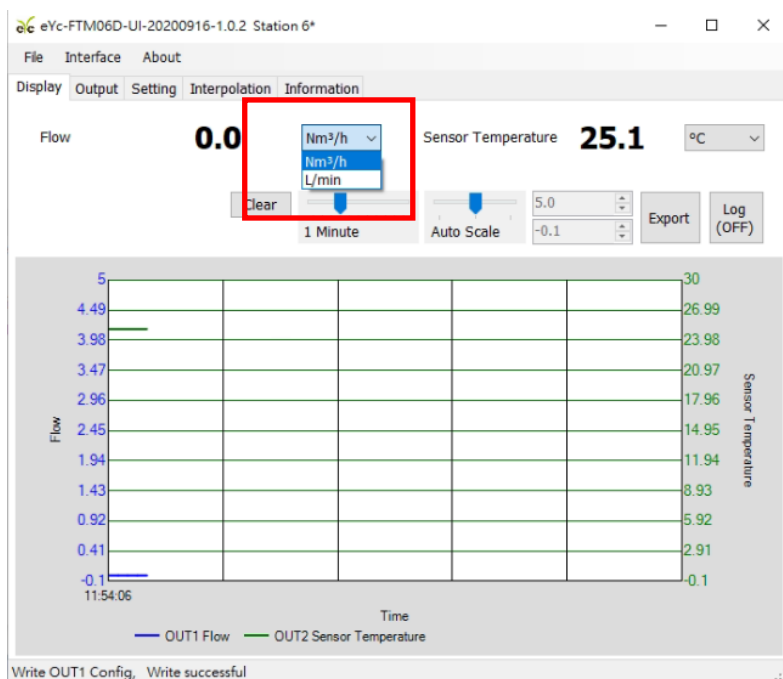 eyc eYc-FTM06D-UI-20200916-1.0.2 Station 6*
File Interface About
Display Output Setting Interpolation Information
Flow 0.0 Nm³/h Sensor Temperature 25.1 ºC
Nm³/h
L/min
Clear 1 Minute Auto Scale 5.0 Export Log
-0.1 (OFF)
5 30
4.49 26.99
3.98 23.98
3.47 20.97
2.96 17.96
2.45 14.95
1.94 11.94
1.43 8.93
0.92 5.92
0.41 2.91
-0.1 -0.1
Flow
Sensor Temperature
11:54:06
Time
OUT1 Flow OUT2 Sensor Temperature
Write OUT1 Config, Write successful